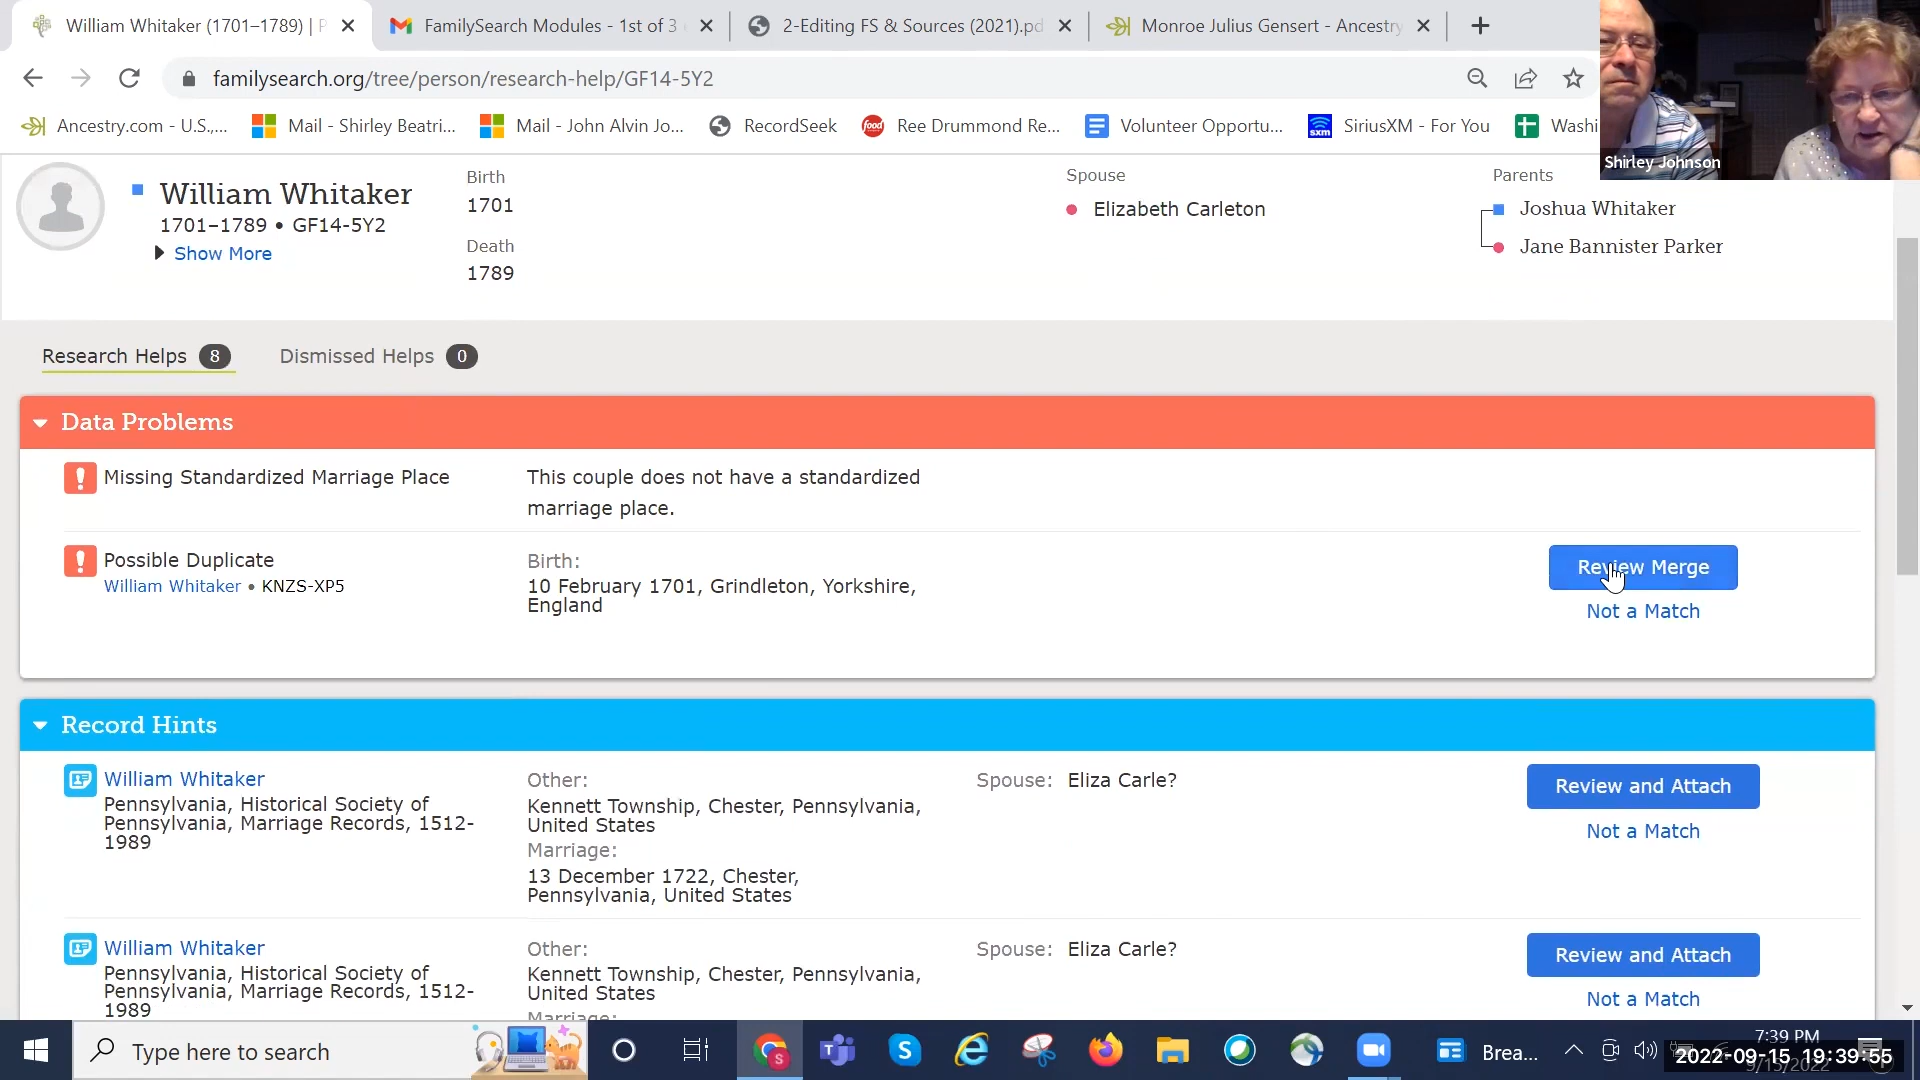 William Whitaker (1701–1789) | F
FamilySearch Modules - 1st of 3
2-Editing FS & Sources (2021).pd
Monroe Julius Gensert - Ancestry
familysearch.org/tree/person/research-help/GF14-5Y2
Ancestry.com - U.S.,...
Mail - Shirley Beatri...
Mail - John Alvin Jo...
RecordSeek
food
Ree Drummond Re...
Volunteer Opportu...
sxm
SiriusXM - For You
Washi
Shirley Johnson
William Whitaker
1701–1789 • GF14-5Y2
Show More
Birth
1701
Death
1789
Spouse
Elizabeth Carleton
Parents
Joshua Whitaker
Jane Bannister Parker
Research Helps 8
Dismissed Helps 0
Data Problems
Missing Standardized Marriage Place
This couple does not have a standardized
marriage place.
Possible Duplicate
William Whitaker • KNZS-XP5
Birth:
10 February 1701, Grindleton, Yorkshire,
England
Review Merge
Not a Match
Record Hints
William Whitaker
Pennsylvania, Historical Society of
Pennsylvania, Marriage Records, 1512-
1989
Other:
Kennett Township, Chester, Pennsylvania,
United States
Marriage:
13 December 1722, Chester,
Pennsylvania, United States
Spouse: Eliza Carle?
Review and Attach
Not a Match
William Whitaker
Pennsylvania, Historical Society of
Pennsylvania, Marriage Records, 1512-
1989
Other:
Kennett Township, Chester, Pennsylvania,
United States
Marriage:
Spouse: Eliza Carle?
Review and Attach
Not a Match
Type here to search
Brea...
7:39 PM
9/15/2022
2022-09-15 19:39:55